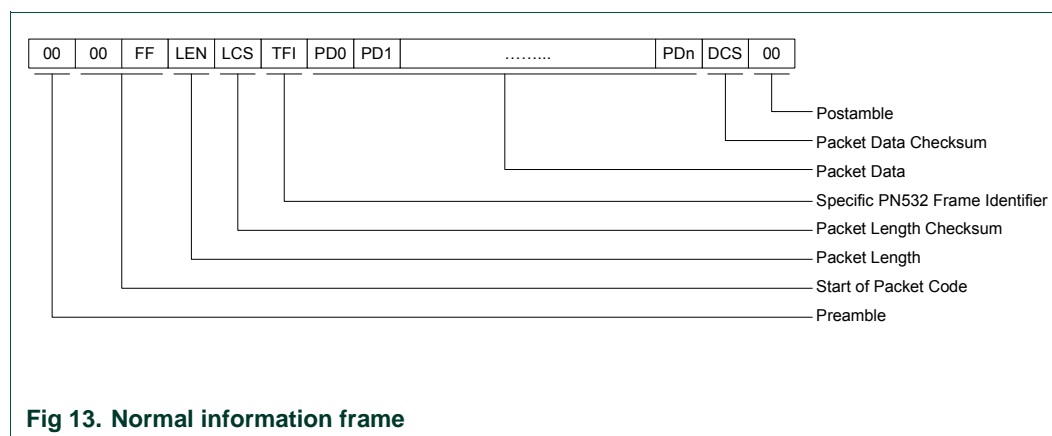 00 00 FF LEN LCS TFI PD0 PD1 ......... PDn DCS 00
Postamble
Packet Data Checksum
Packet Data
Specific PN532 Frame Identifier
Packet Length Checksum
Packet Length
Start of Packet Code
Preamble
Fig 13. Normal information frame